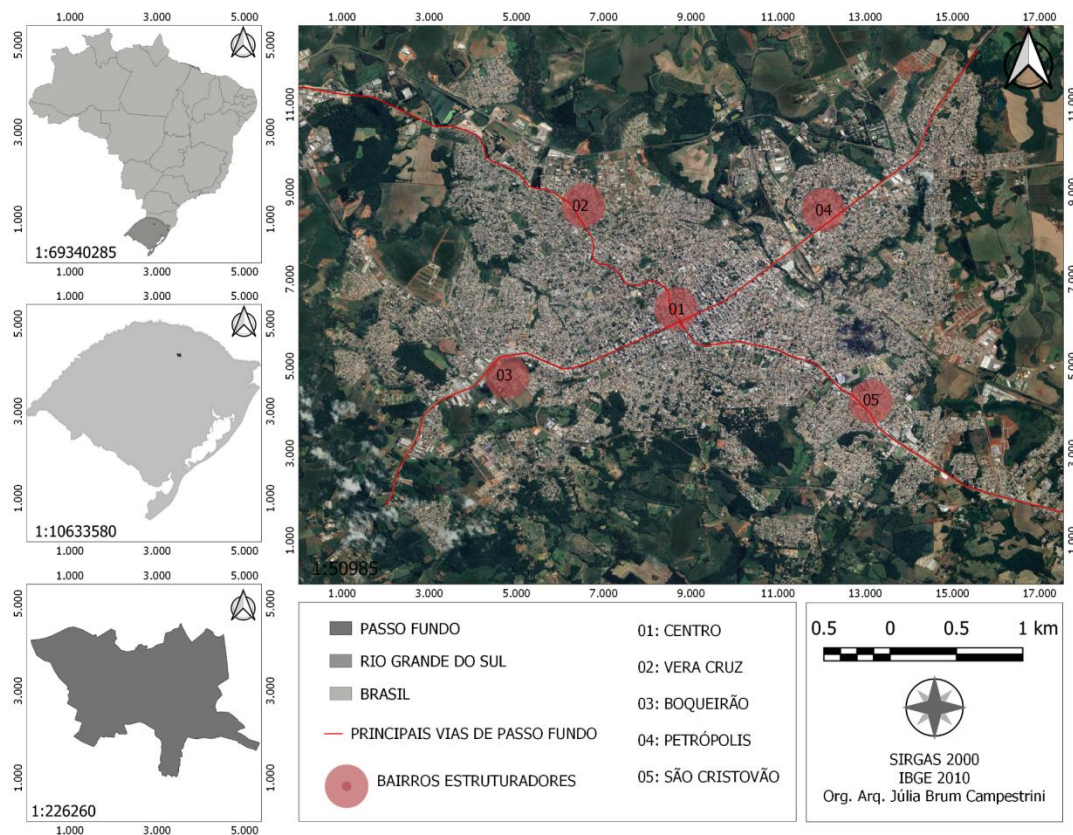 1.000 3.000 5.000
5.000
3.000
1.000
1:69340285
1.000 3.000 5.000
1.000 3.000 5.000
5.000
3.000
1.000
1:10633580
1.000 3.000 5.000
5.000
3.000
1.000
1:226260
1.000 3.000 5.000
1.000 3.000 5.000 7.000 9.000 11.000 13.000 15.000 17.000
11.000
9.000
7.000
5.000
3.000
1.000
02
04
01
03
05
1:50985
1.000 3.000 5.000 7.000 9.000 11.000 13.000 15.000 17.000
PASSO FUNDO
RIO GRANDE DO SUL
BRASIL
PRINCIPAIS VIAS DE PASSO FUNDO
BAIRROS ESTRUTURADORES
01: CENTRO
02: VERA CRUZ
03: BOQUEIRÃO
04: PETRÓPOLIS
05: SÃO CRISTOVÃO
0.5 0 0.5 1 km
SIRGAS 2000
IBGE 2010
Org. Arq. Júlia Brum Campestrini